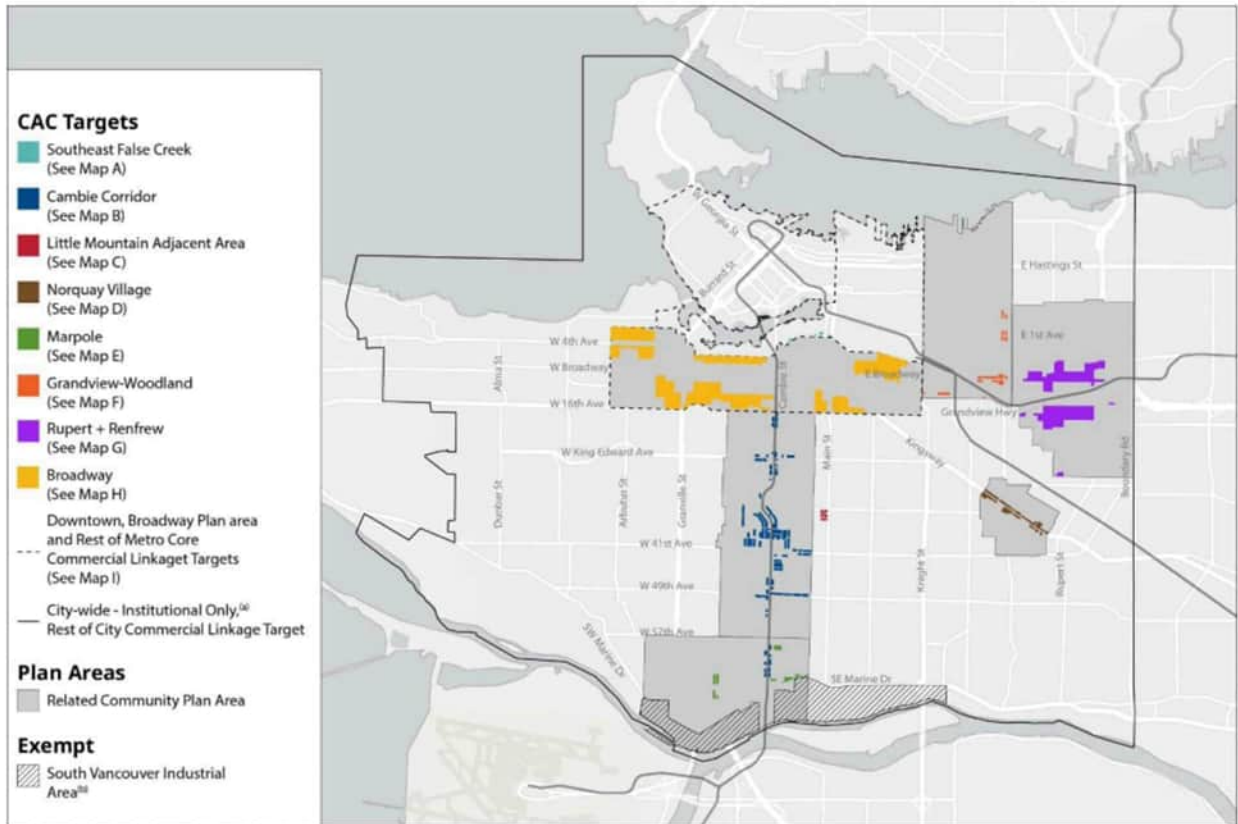 CAC Targets
Southeast False Creek
(See Map A)
Cambie Corridor
(See Map B)
Little Mountain Adjacent Area
(See Map C)
Norquay Village
(See Map D)
Marpole
(See Map E)
Grandview-Woodland
(See Map F)
Rupert + Renfrew
(See Map G)
Broadway
(See Map H)
Downtown, Broadway Plan area
and Rest of Metro Core
Commercial Linkaget Targets
(See Map I)
City-wide - Institutional Only,(a)
Rest of City Commercial Linkage Target
Plan Areas
Related Community Plan Area
Exempt
South Vancouver Industrial
Area(b)
W Georgia St
Burrard St
E Hastings St
E 1st Ave
W 4th Ave
W Broadway
E Broadway
Alma St
Cambie St
W 16th Ave
Grandview Hwy
W King Edward Ave
Main St
Kingsway
Boundary Rd
Dunbar St
Arbutus St
Granville St
W 41st Ave
W 49th Ave
Knight St
Rupert St
W 57th Ave
SW Marine Dr
SE Marine Dr